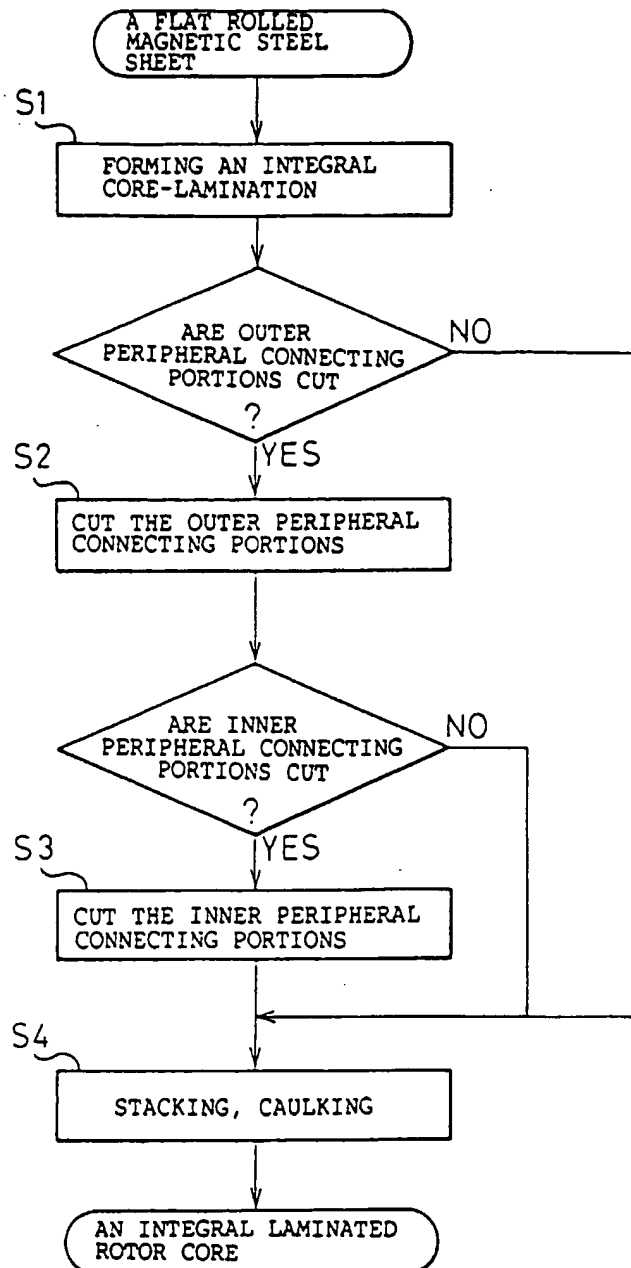 A FLAT ROLLED
MAGNETIC STEEL
SHEET
S1
FORMING AN INTEGRAL
CORE-LAMINATION
ARE OUTER
PERIPHERAL CONNECTING
PORTIONS CUT
?
NO
YES
S2
CUT THE OUTER PERIPHERAL
CONNECTING PORTIONS
ARE INNER
PERIPHERAL CONNECTING
PORTIONS CUT
?
NO
YES
S3
CUT THE INNER PERIPHERAL
CONNECTING PORTIONS
S4
STACKING, CAULKING
AN INTEGRAL LAMINATED
ROTOR CORE